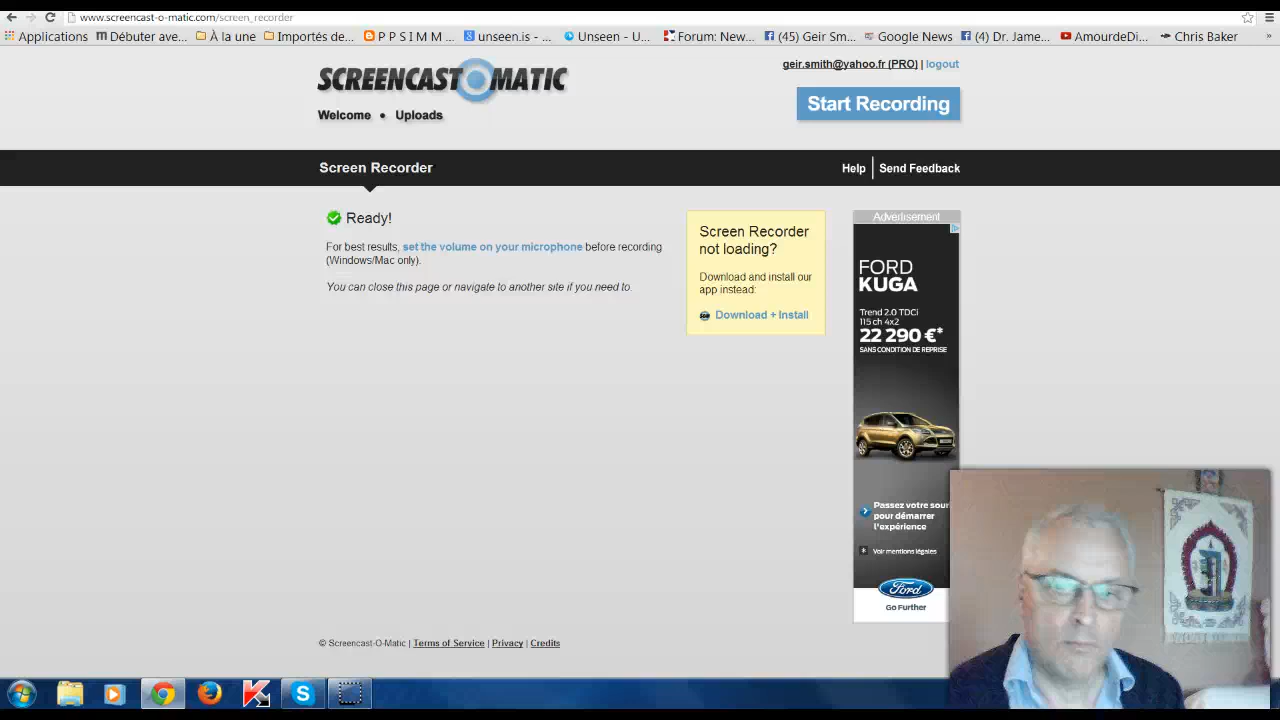 www.screencast-o-matic.com/screen_recorder
Applications Débuter ave... À la une Importés de... P P S I M M ... unseen.is - ... Unseen - U... Forum: New... (45) Geir Sm... Google News (4) Dr. Jame... AmourdeDi... Chris Baker »
SCREENCAST O MATIC
geir.smith@yahoo.fr (PRO) | logout
Start Recording
Welcome • Uploads
Screen Recorder
Help Send Feedback
Ready!
For best results, set the volume on your microphone before recording
(Windows/Mac only).
You can close this page or navigate to another site if you need to.
Screen Recorder
not loading?
Download and install our
app instead:
Download + Install
Advertisement
FORD
KUGA
Trend 2.0 TDCi
115 ch 4x2
22 290 €*
SANS CONDITION DE REPRISE
Passez votre sour
pour démarrer
l'expérience
* Voir mentions légales
Ford
Go Further
© Screencast-O-Matic | Terms of Service | Privacy | Credits